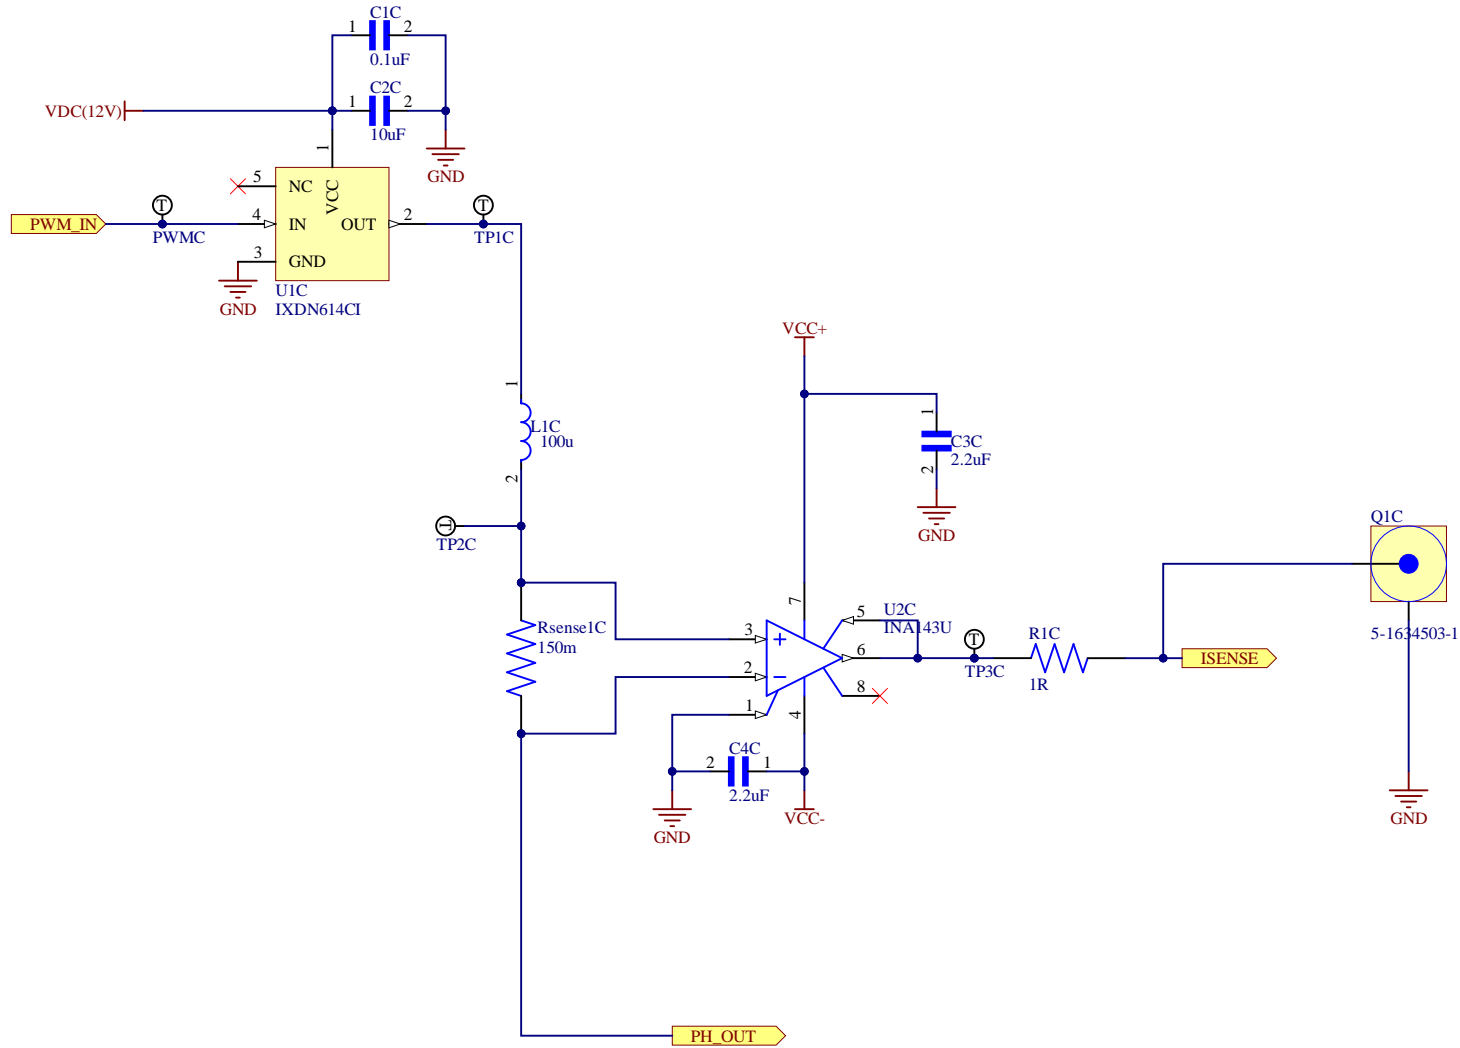 C1C
1 2
0.1uF
C2C
VDC(12V)
1 2
10uF
1
GND
5 NC VCC
PWM_IN
4 IN OUT 2
PWMC
TP1C
3 GND
GND
U1C
IXDN614CI
T
T
VCC+
1
L1C
100u
2
1
C3C
2.2uF
2
GND
T
TP2C
Q1C
5-1634503-1
GND
Rsense1C
150m
7
3 +
2 −
1
4
5
U2C
INA143U
6
8
T
TP3C
R1C
1R
ISENSE
C4C
2 1
2.2uF
GND
VCC-
PH_OUT